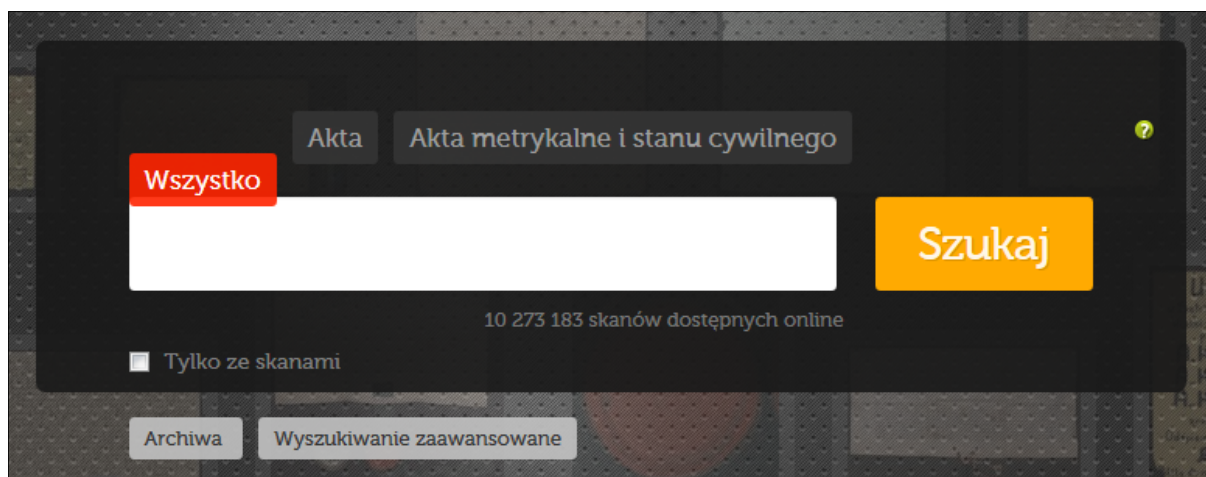 Akta
Akta metrykalne i stanu cywilnego
?
Wszystko
Szukaj
10 273 183 skanów dostępnych online
Tylko ze skanami
Archiwa
Wyszukiwanie zaawansowane